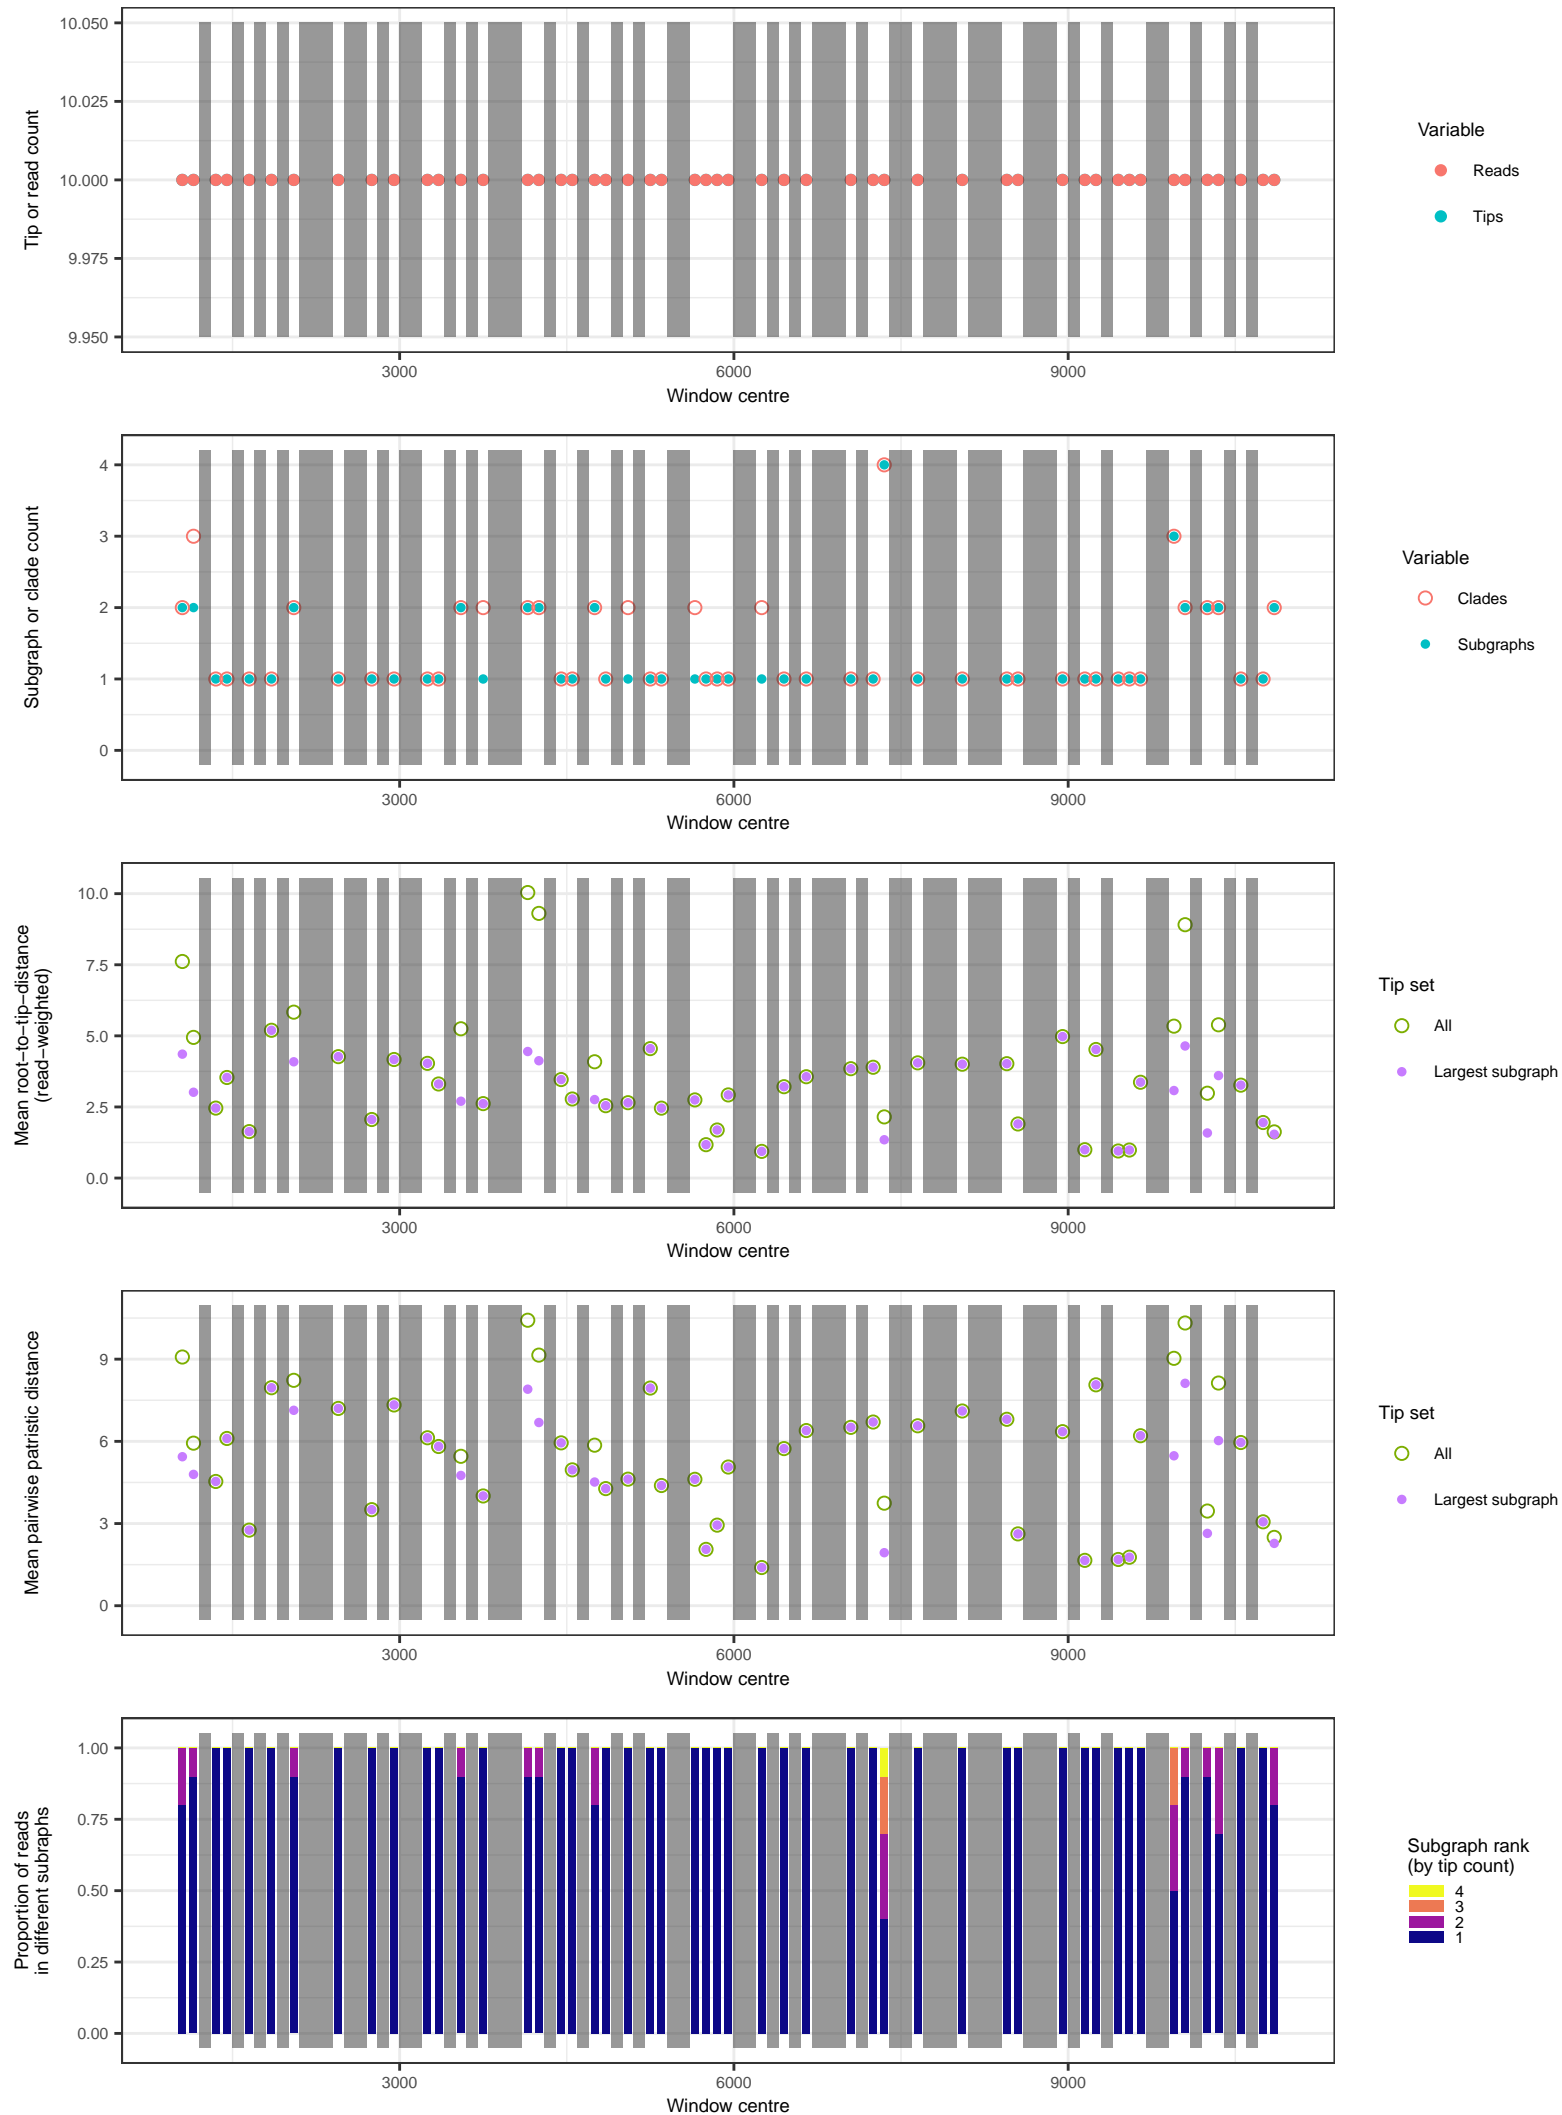 10.050
10.025
10.000
9.975
9.950
Tip or read count
3000
6000
9000
Window centre
Variable
Reads
Tips
4
3
2
1
0
Subgraph or clade count
3000
6000
9000
Window centre
Variable
Clades
Subgraphs
10.0
7.5
5.0
2.5
0.0
Mean root−to−tip−distance
(read−weighted)
3000
6000
9000
Window centre
Tip set
All
Largest subgraph
9
6
3
0
Mean pairwise patristic distance
3000
6000
9000
Window centre
Tip set
All
Largest subgraph
1.00
0.75
0.50
0.25
0.00
Proportion of reads
in different subraphs
3000
6000
9000
Window centre
Subgraph rank
(by tip count)
4
3
2
1